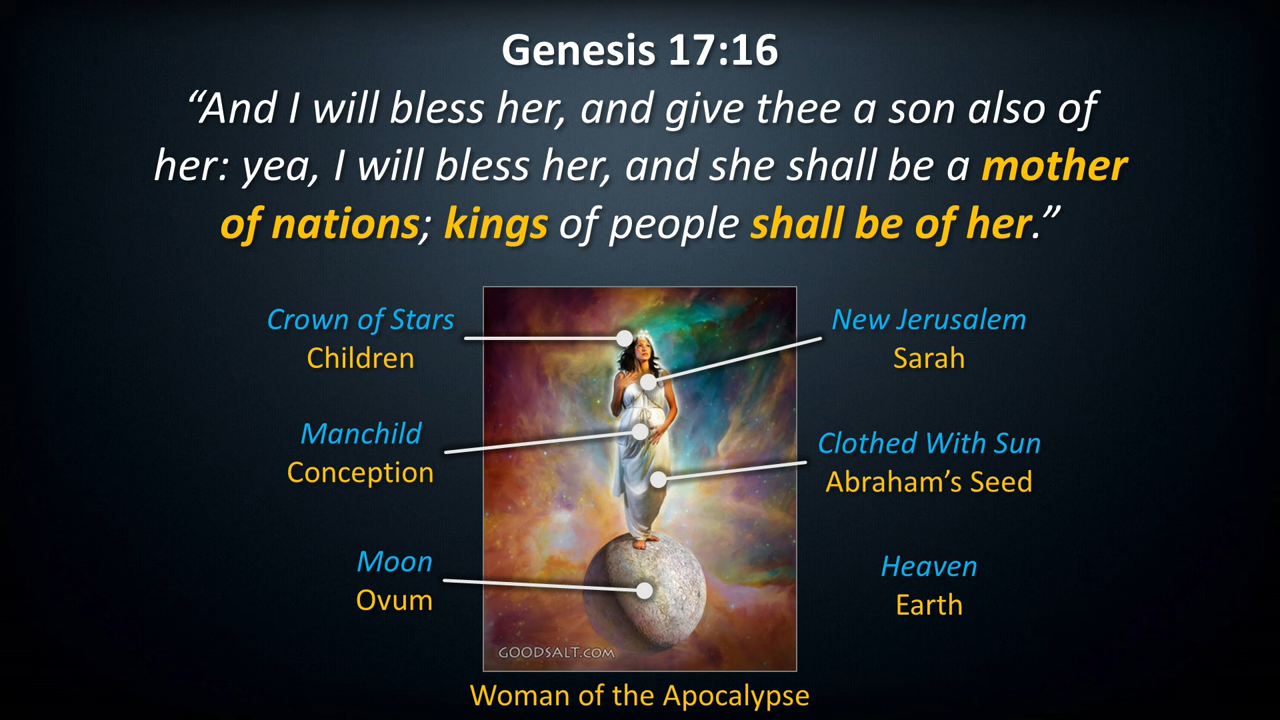 Genesis 17:16
“And I will bless her, and give thee a son also of
her: yea, I will bless her, and she shall be a mother
of nations; kings of people shall be of her.”
Crown of Stars
Children
New Jerusalem
Sarah
Manchild
Conception
Clothed With Sun
Abraham’s Seed
Moon
Ovum
Heaven
Earth
GOODSALT.COM
Woman of the Apocalypse